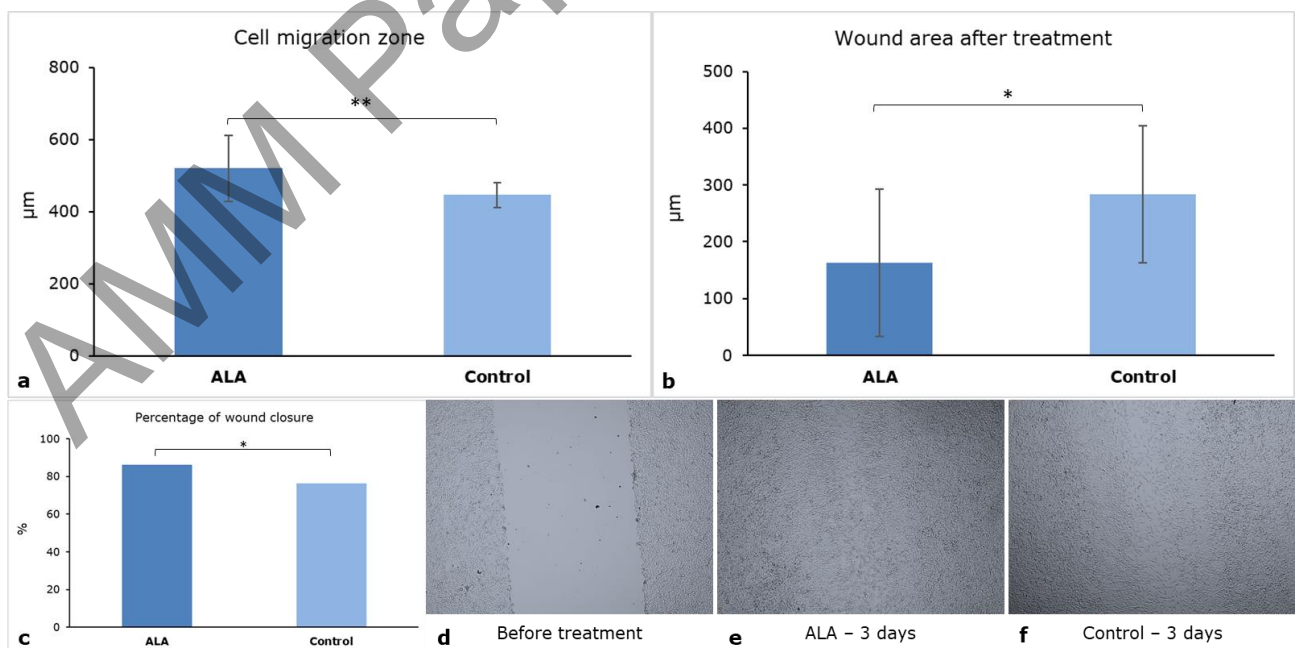 Cell migration zone
800
600
400
200
0
µm
**
ALA
Control
a
Wound area after treatment
500
400
300
200
100
0
µm
*
ALA
Control
b
Percentage of wound closure
100
80
60
40
20
0
%
*
ALA
Control
c
d
Before treatment
e
ALA – 3 days
f
Control – 3 days
AMM